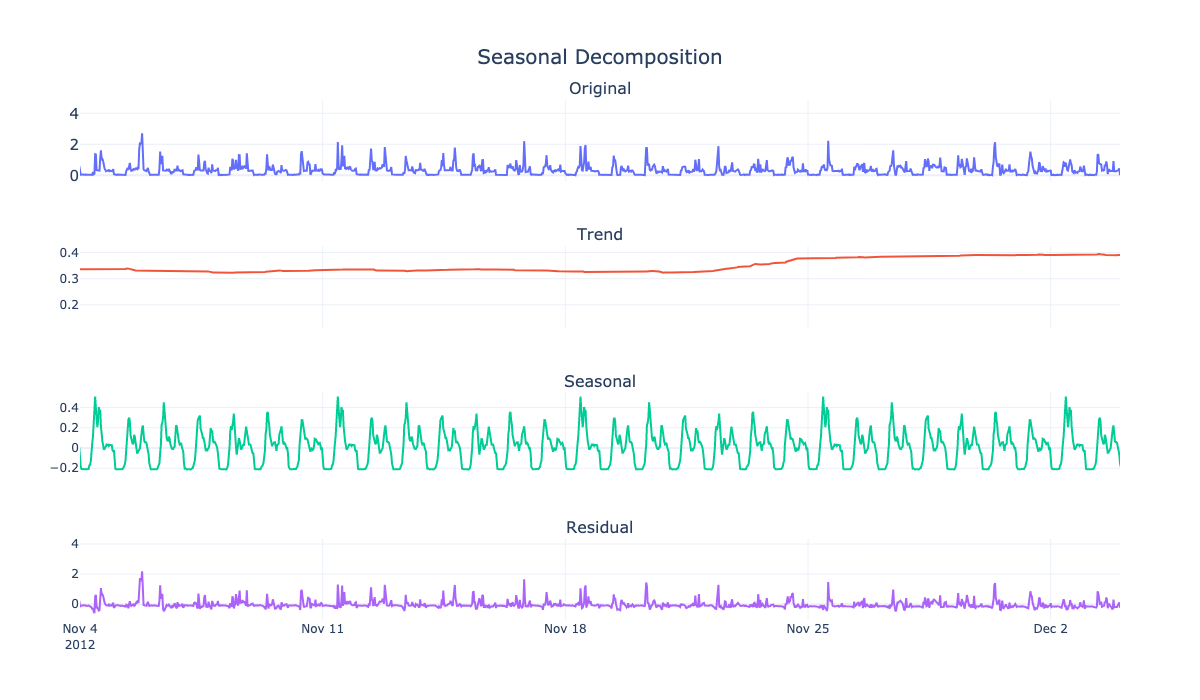 Seasonal Decomposition
Original
4
2
0
Trend
0.4
0.3
0.2
Seasonal
0.4
0.2
0
−0.2
Residual
4
2
0
Nov 4
2012
Nov 11
Nov 18
Nov 25
Dec 2